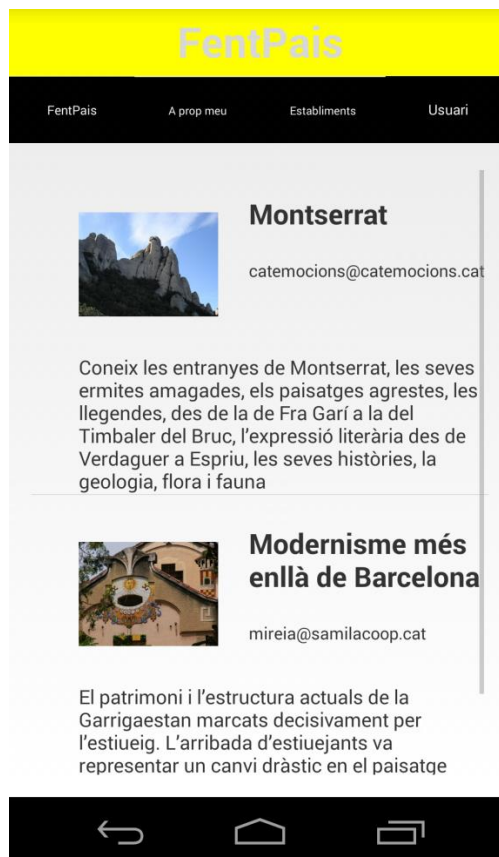 FentPais
FentPais
A prop meu
Establiments
Usuari
Montserrat
catemocions@catemocions.cat
Coneix les entranyes de Montserrat, les seves
ermites amagades, els paisatges agrestes, les
llegendes, des de la de Fra Garí a la del
Timbaler del Bruc, l'expressió literària des de
Verdaguer a Espriu, les seves històries, la
geologia, flora i fauna
Modernisme més
enllà de Barcelona
mireia@samilacoop.cat
El patrimoni i l'estructura actuals de la
Garrigaestan marcats decisivament per
l'estiueig. L'arribada d'estiuejants va
representar un canvi dràstic en el paisatge